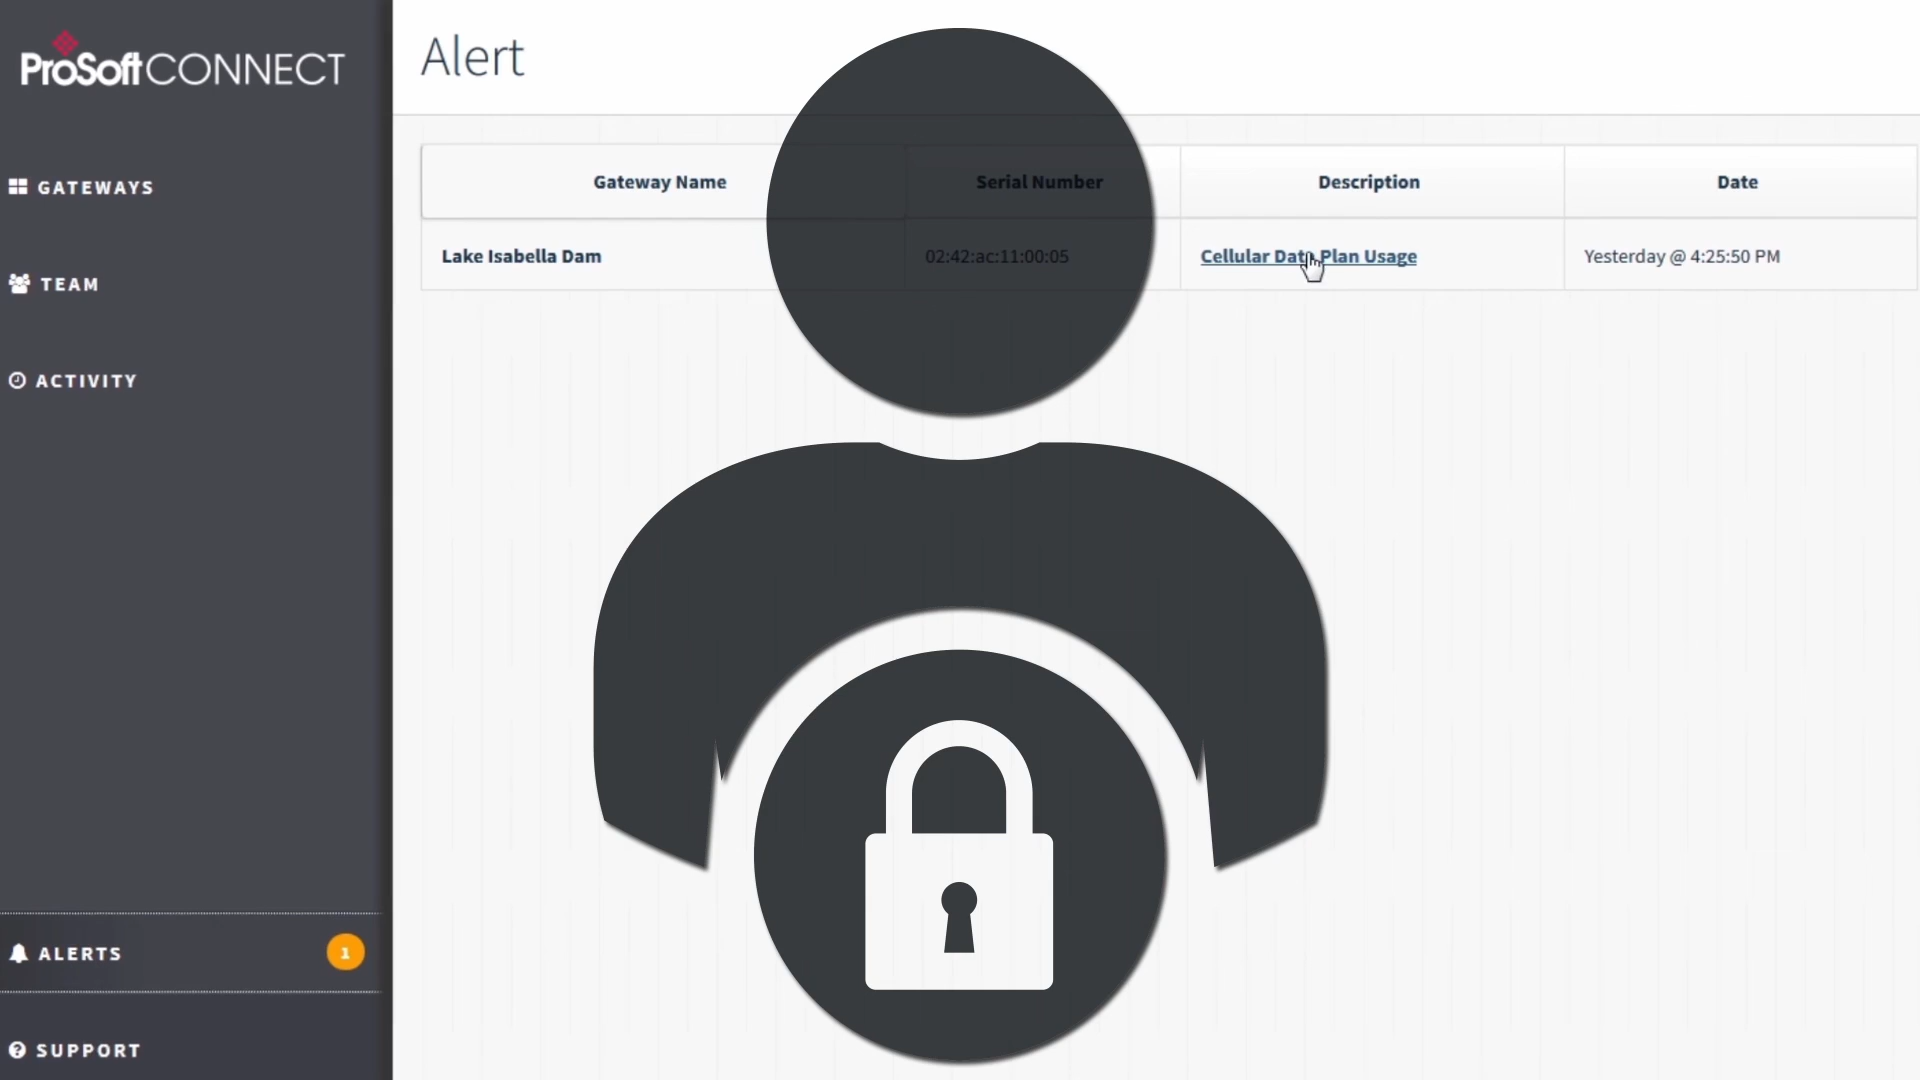 ProSoft CONNECT
GATEWAYS
TEAM
ACTIVITY
ALERTS 1
SUPPORT
Alert
Gateway Name Serial Number Description Date
Lake Isabella Dam 02:42:ac:11:00:05 Cellular Data Plan Usage Yesterday @ 4:25:50 PM